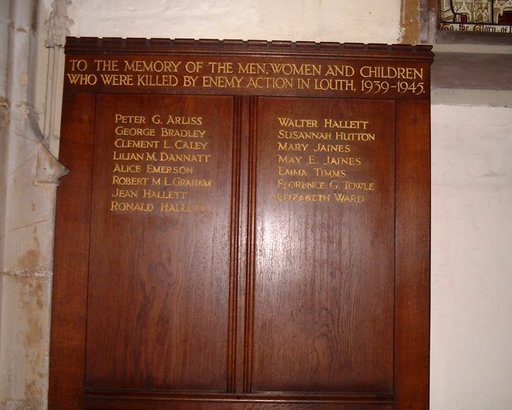 TO THE MEMORY OF THE MEN, WOMEN AND CHILDREN
WHO WERE KILLED BY ENEMY ACTION IN LOUTH, 1939-1945.
PETER G. ARLISS
GEORGE BRADLEY
CLEMENT L. CALEY
LILIAN M. DANNATT
ALICE EMERSON
ROBERT M. L. GRAHAM
JEAN HALLETT
RONALD HALLETT
WALTER HALLETT
SUSANNAH HUTTON
MARY JAINES
MAY E. JAINES
EMMA TIMMS
FLORENCE G. TOWLE
ELIZABETH WARD